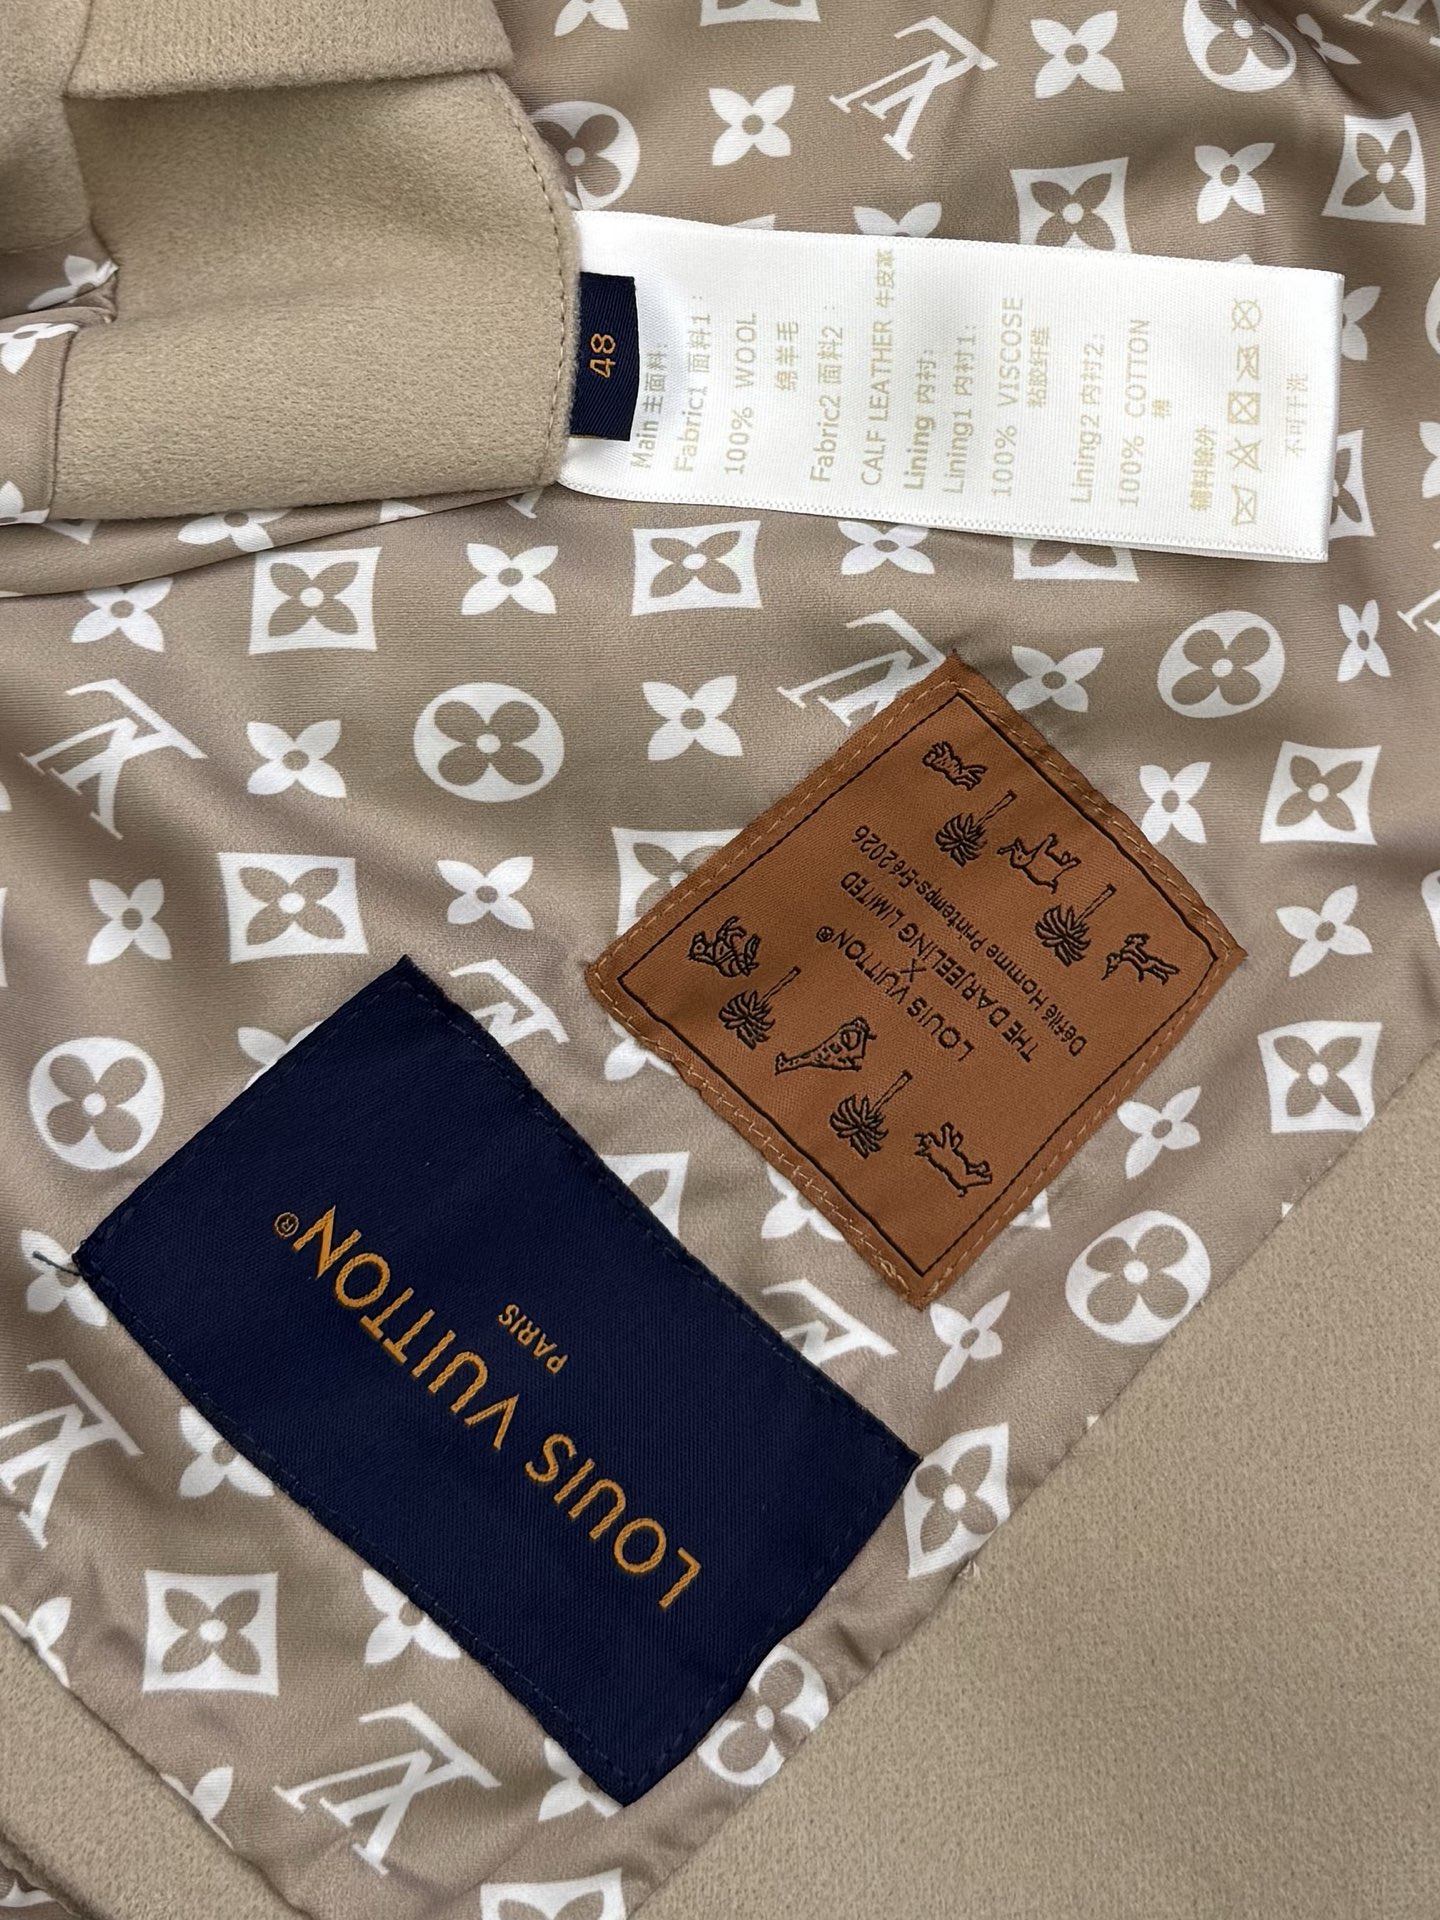 48
Main 主面料:
Fabric1 面料1 :
100% WOOL
绵羊毛
Fabric2 面料2 :
CALF LEATHER 牛皮革
Lining 内衬:
Lining1 内衬1:
100% VISCOSE
粘胶纤维
Lining2 内衬2:
100% COTTON
棉
辅料除外
不可干洗
LOUIS VUITTON®
X
THE DARJEELING LIMITED
Défilé Homme Printemps-Eté 2026
LOUIS VUITTON®
PARIS